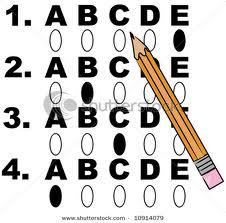 1. A B C D E
2. A B C D E
3. A B C D E
4. A B C D E
www.shutterstock.com · 10914079